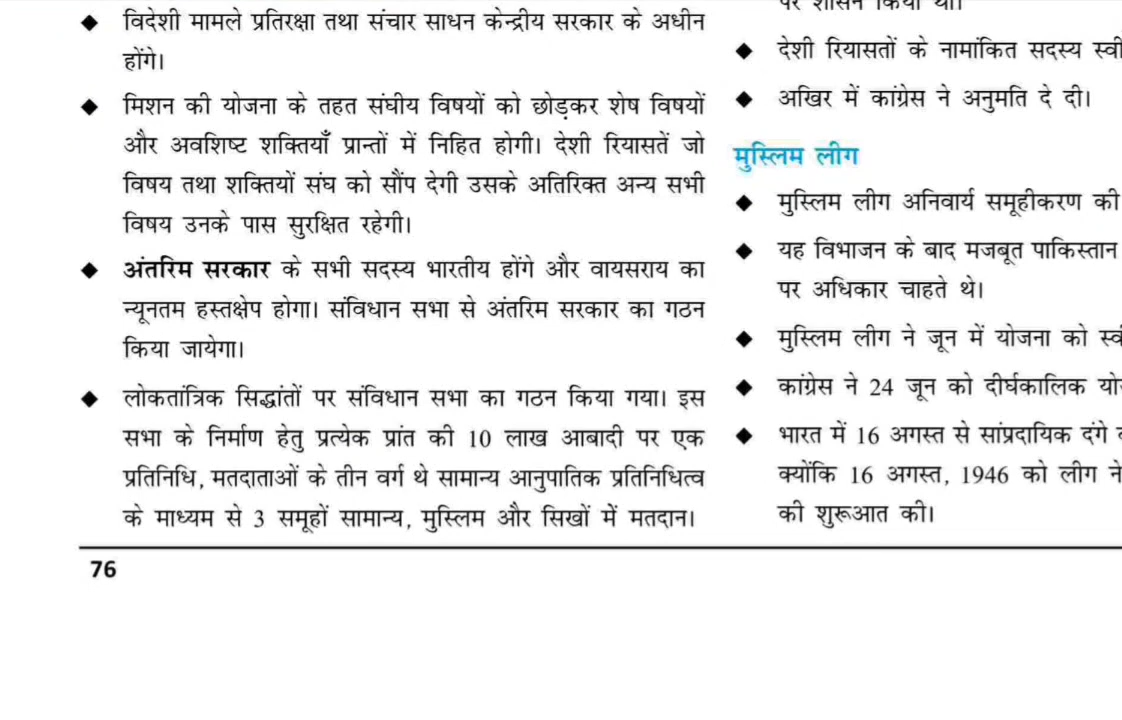 ◆ विदेशी मामले प्रतिरक्षा तथा संचार साधन केन्द्रीय सरकार के अधीन
होंगे।
◆ मिशन की योजना के तहत संघीय विषयों को छोड़कर शेष विषयों
और अवशिष्ट शक्तियाँ प्रान्तों में निहित होगी। देशी रियासतें जो
विषय तथा शक्तियों संघ को सौंप देगी उसके अतिरिक्त अन्य सभी
विषय उनके पास सुरक्षित रहेगी।
◆ अंतरिम सरकार के सभी सदस्य भारतीय होंगे और वायसराय का
न्यूनतम हस्तक्षेप होगा। संविधान सभा से अंतरिम सरकार का गठन
किया जायेगा।
◆ लोकतांत्रिक सिद्धांतों पर संविधान सभा का गठन किया गया। इस
सभा के निर्माण हेतु प्रत्येक प्रांत की 10 लाख आबादी पर एक
प्रतिनिधि, मतदाताओं के तीन वर्ग थे सामान्य आनुपातिक प्रतिनिधित्व
के माध्यम से 3 समूहों सामान्य, मुस्लिम और सिखों में मतदान।
76
पर शासन किया था।
◆ देशी रियासतों के नामांकित सदस्य
◆ अखिर में कांग्रेस ने अनुमति दे दी।
मुस्लिम लीग
◆ मुस्लिम लीग अनिवार्य समूहीकरण की
◆ यह विभाजन के बाद मजबूत पाकिस्तान
पर अधिकार चाहते थे।
◆ मुस्लिम लीग ने जून में योजना को
◆ कांग्रेस ने 24 जून को दीर्घकालिक
◆ भारत में 16 अगस्त से सांप्रदायिक दंगे
क्योंकि 16 अगस्त, 1946 को लीग ने
की शुरूआत की।